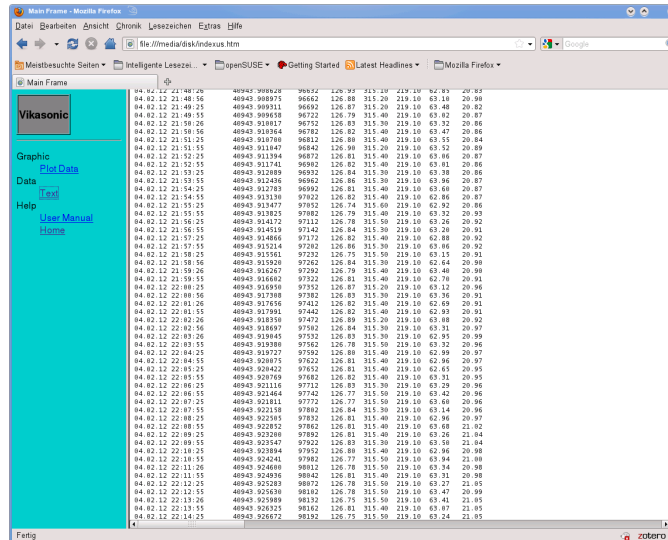 Main Frame - Mozilla Firefox
Datei Bearbeiten Ansicht Chronik Lesezeichen Extras Hilfe
file:///media/disk/indexus.htm
Google
Meistbesuchte Seiten
Intelligente Lesezei...
openSUSE
Getting Started
Latest Headlines
Mozilla Firefox
Main Frame
Vikasonic
Graphic
Plot Data
Data
Text
Help
User Manual
Home
04.02.12 21:48:26 40943.908628 96632 126.93 315.10 219.10 62.85 20.83
04.02.12 21:48:56 40943.908975 96662 126.88 315.20 219.10 63.10 20.90
04.02.12 21:49:25 40943.909311 96692 126.87 315.20 219.10 63.48 20.82
04.02.12 21:49:55 40943.909658 96722 126.79 315.40 219.10 63.02 20.87
04.02.12 21:50:26 40943.910017 96752 126.83 315.30 219.10 63.32 20.86
04.02.12 21:50:56 40943.910364 96782 126.82 315.40 219.10 63.47 20.86
04.02.12 21:51:25 40943.910700 96812 126.80 315.40 219.10 63.55 20.84
04.02.12 21:51:55 40943.911047 96842 126.90 315.20 219.10 63.52 20.89
04.02.12 21:52:25 40943.911394 96872 126.81 315.40 219.10 63.06 20.87
04.02.12 21:52:55 40943.911741 96902 126.82 315.40 219.10 63.01 20.86
04.02.12 21:53:25 40943.912089 96932 126.84 315.30 219.10 63.38 20.86
04.02.12 21:53:55 40943.912436 96962 126.86 315.30 219.10 63.96 20.87
04.02.12 21:54:25 40943.912783 96992 126.81 315.40 219.10 63.60 20.87
04.02.12 21:54:55 40943.913130 97022 126.82 315.40 219.10 62.86 20.87
04.02.12 21:55:25 40943.913477 97052 126.74 315.60 219.10 62.92 20.86
04.02.12 21:55:55 40943.913825 97082 126.79 315.40 219.10 63.32 20.93
04.02.12 21:56:25 40943.914172 97112 126.78 315.50 219.10 63.26 20.92
04.02.12 21:56:55 40943.914519 97142 126.84 315.30 219.10 63.20 20.91
04.02.12 21:57:25 40943.914866 97172 126.82 315.40 219.10 62.88 20.92
04.02.12 21:57:55 40943.915214 97202 126.86 315.30 219.10 63.06 20.92
04.02.12 21:58:25 40943.915561 97232 126.75 315.50 219.10 63.15 20.91
04.02.12 21:58:56 40943.915920 97262 126.84 315.30 219.10 62.64 20.90
04.02.12 21:59:26 40943.916267 97292 126.79 315.40 219.10 63.40 20.90
04.02.12 21:59:55 40943.916602 97322 126.81 315.40 219.10 62.70 20.91
04.02.12 22:00:25 40943.916950 97352 126.87 315.20 219.10 63.12 20.96
04.02.12 22:00:56 40943.917308 97382 126.83 315.30 219.10 63.36 20.91
04.02.12 22:01:26 40943.917656 97412 126.82 315.40 219.10 62.69 20.91
04.02.12 22:01:55 40943.917991 97442 126.82 315.40 219.10 62.93 20.91
04.02.12 22:02:26 40943.918350 97472 126.89 315.20 219.10 63.08 20.92
04.02.12 22:02:56 40943.918697 97502 126.84 315.30 219.10 63.31 20.97
04.02.12 22:03:26 40943.919045 97532 126.83 315.30 219.10 62.95 20.99
04.02.12 22:03:55 40943.919380 97562 126.78 315.50 219.10 63.32 20.96
04.02.12 22:04:25 40943.919727 97592 126.80 315.40 219.10 62.99 20.97
04.02.12 22:04:55 40943.920075 97622 126.81 315.40 219.10 62.96 20.97
04.02.12 22:05:25 40943.920422 97652 126.81 315.40 219.10 62.65 20.95
04.02.12 22:05:55 40943.920769 97682 126.82 315.40 219.10 63.31 20.95
04.02.12 22:06:25 40943.921116 97712 126.83 315.30 219.10 63.29 20.96
04.02.12 22:06:55 40943.921464 97742 126.77 315.50 219.10 63.42 20.96
04.02.12 22:07:25 40943.921811 97772 126.77 315.50 219.10 63.60 20.96
04.02.12 22:07:55 40943.922158 97802 126.84 315.30 219.10 63.14 20.96
04.02.12 22:08:25 40943.922505 97832 126.81 315.40 219.10 62.96 20.97
04.02.12 22:08:55 40943.922852 97862 126.81 315.40 219.10 63.68 21.02
04.02.12 22:09:25 40943.923200 97892 126.81 315.40 219.10 63.26 21.04
04.02.12 22:09:55 40943.923547 97922 126.83 315.30 219.10 63.50 21.04
04.02.12 22:10:25 40943.923894 97952 126.80 315.40 219.10 62.96 20.98
04.02.12 22:10:55 40943.924241 97982 126.77 315.50 219.10 63.94 21.00
04.02.12 22:11:26 40943.924600 98012 126.78 315.50 219.10 63.34 20.98
04.02.12 22:11:55 40943.924936 98042 126.81 315.40 219.10 63.31 20.98
04.02.12 22:12:25 40943.925283 98072 126.78 315.50 219.10 63.27 21.05
04.02.12 22:12:55 40943.925630 98102 126.78 315.50 219.10 63.47 20.99
04.02.12 22:13:26 40943.925989 98132 126.75 315.50 219.10 63.41 21.05
04.02.12 22:13:55 40943.926325 98162 126.81 315.40 219.10 63.07 21.05
04.02.12 22:14:25 40943.926672 98192 126.75 315.50 219.10 63.24 21.05
Fertig
zotero